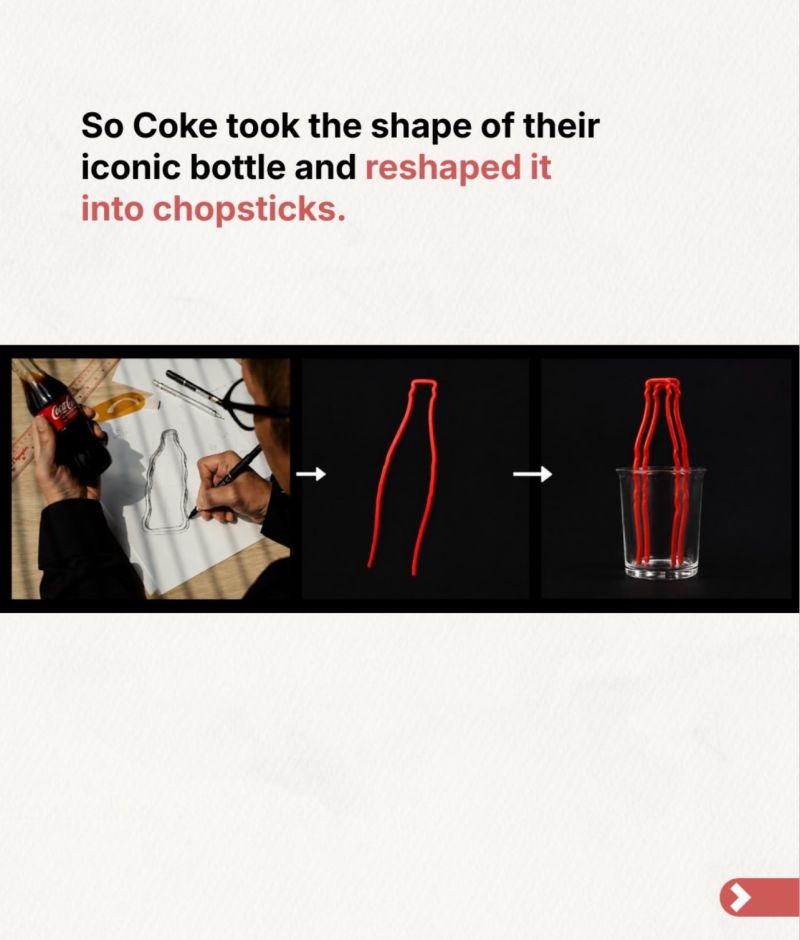 So Coke took the shape of their
iconic bottle and reshaped it
into chopsticks.
Coca-Cola